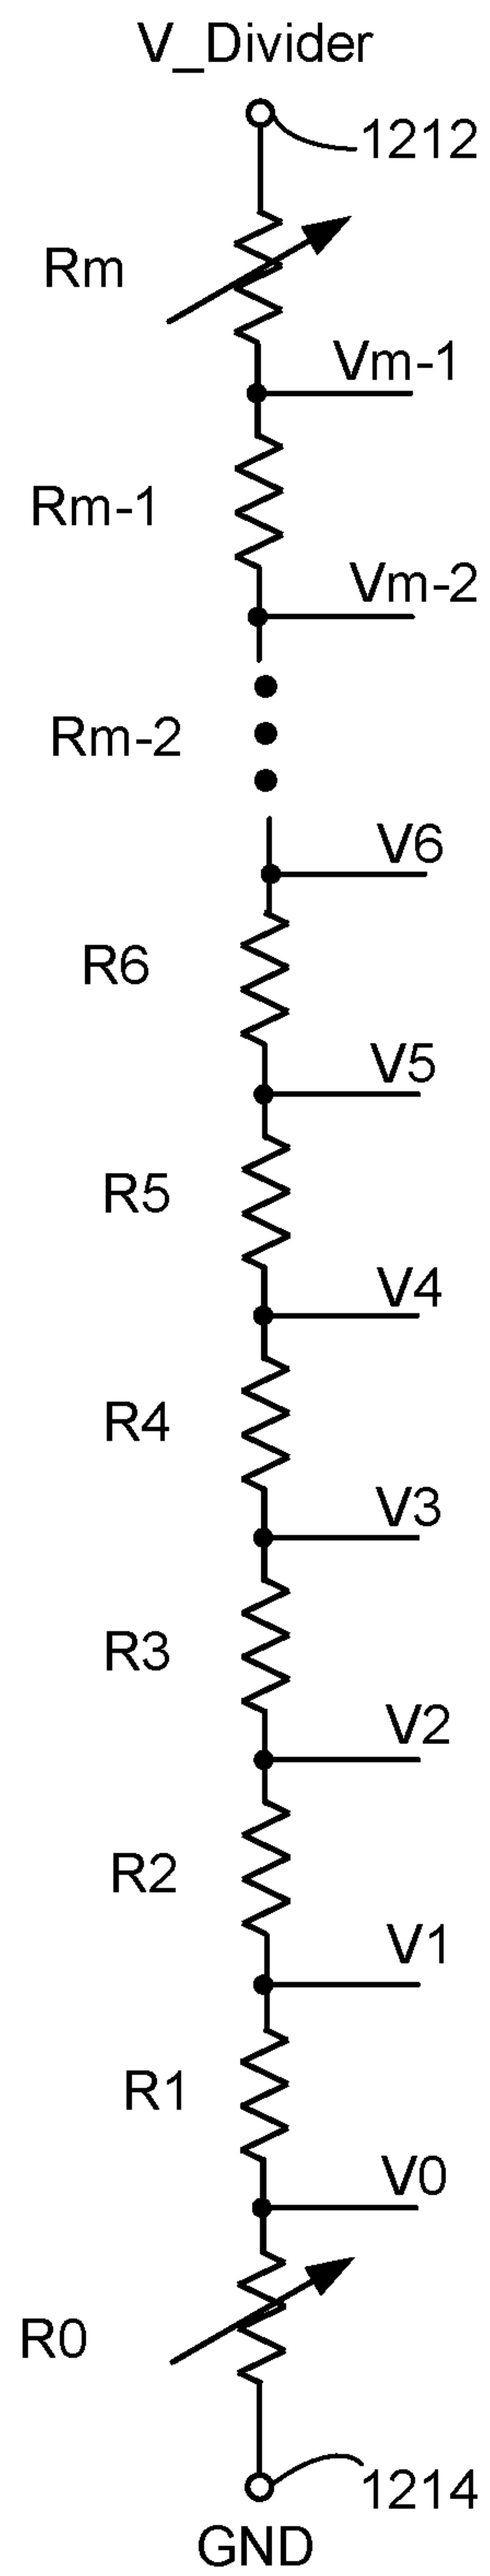 V_Divider
1212
Rm
Vm-1
Rm-1
Vm-2
Rm-2
V6
R6
V5
R5
V4
R4
V3
R3
V2
R2
V1
R1
V0
R0
1214
GND